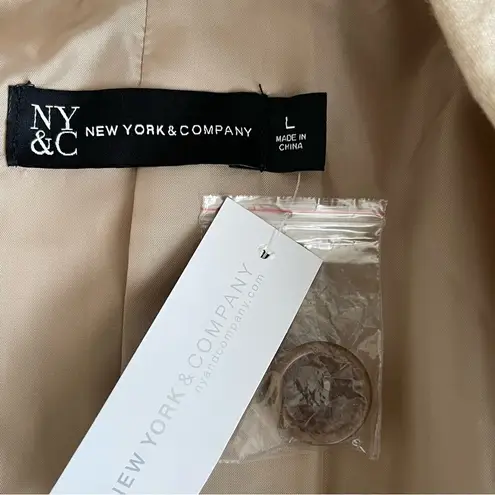 NY
&C
NEW YORK & COMPANY
L
MADE IN
CHINA
NEW YORK & COMPANY
nyandcompany.com